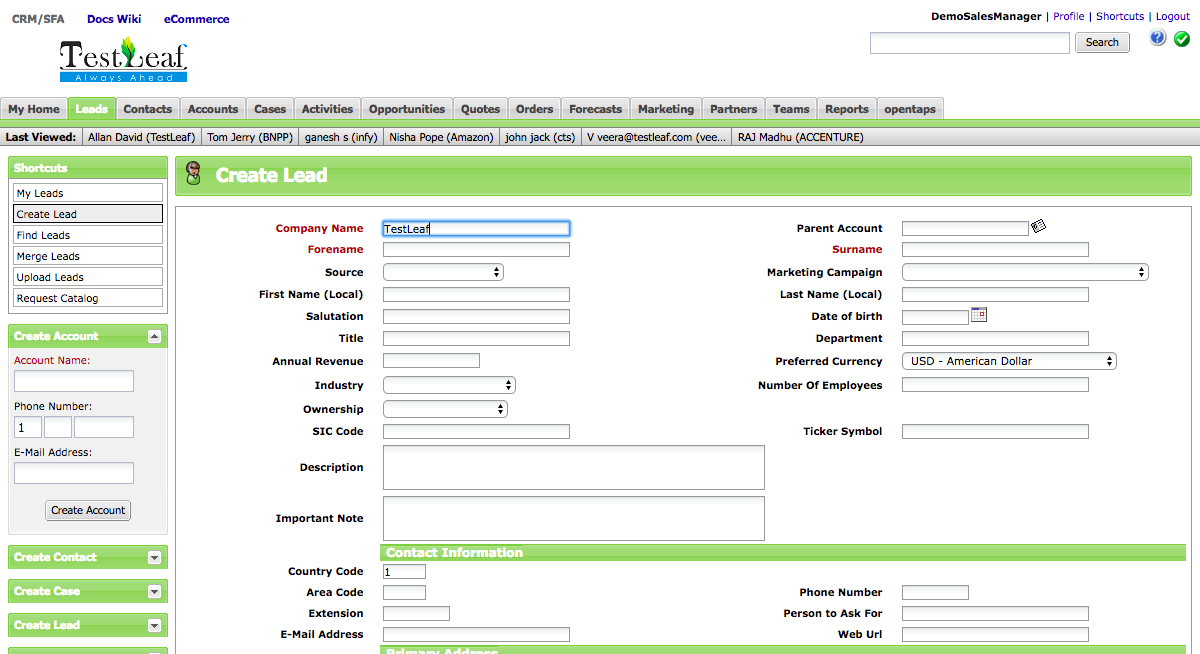 CRM/SFA Docs Wiki eCommerce
DemoSalesManager | Profile | Shortcuts | Logout
TestLeaf
Always Ahead
Search
?
My Home Leads Contacts Accounts Cases Activities Opportunities Quotes Orders Forecasts Marketing Partners Teams Reports opentaps
Last Viewed: Allan David (TestLeaf) Tom Jerry (BNPP) ganesh s (infy) Nisha Pope (Amazon) john jack (cts) V veera@testleaf.com (vee... RAJ Madhu (ACCENTURE)
Shortcuts
My Leads
Create Lead
Find Leads
Merge Leads
Upload Leads
Request Catalog
Create Account
Account Name:
Phone Number:
1
E-Mail Address:
Create Account
Create Contact
Create Case
Create Lead
Create Lead
Company Name TestLeaf Parent Account
Forename Surname
Source Marketing Campaign
First Name (Local) Last Name (Local)
Salutation Date of birth
Title Department
Annual Revenue Preferred Currency USD - American Dollar
Industry Number Of Employees
Ownership
SIC Code Ticker Symbol
Description
Important Note
Contact Information
Country Code 1
Area Code Phone Number
Extension Person to Ask For
E-Mail Address Web Url
Primary Address